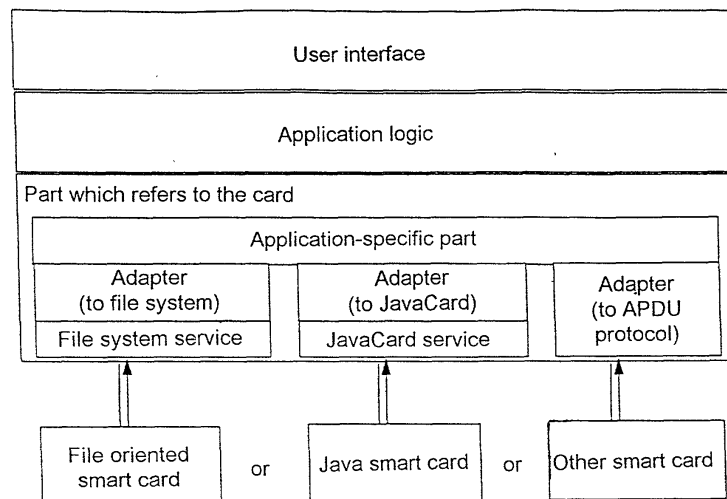 User interface
Application logic
Part which refers to the card
Application-specific part
Adapter
(to file system)
File system service
Adapter
(to JavaCard)
JavaCard service
Adapter
(to APDU
protocol)
File oriented
smart card
or
Java smart card
or
Other smart card